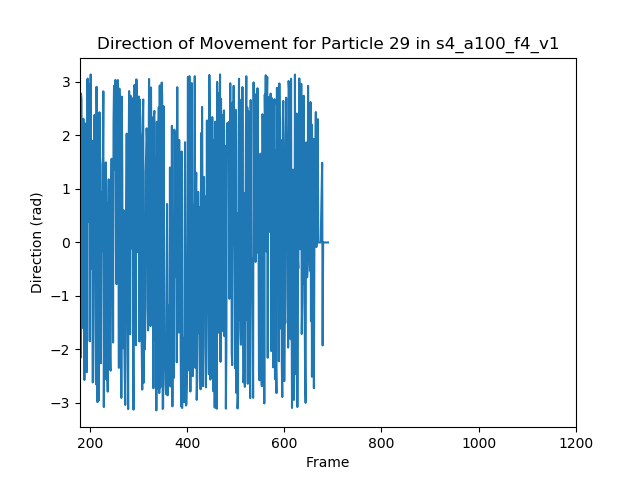 Direction of Movement for Particle 29 in s4_a100_f4_v1
3
2
1
0
−1
−2
−3
Direction (rad)
200 400 600 800 1000 1200
Frame